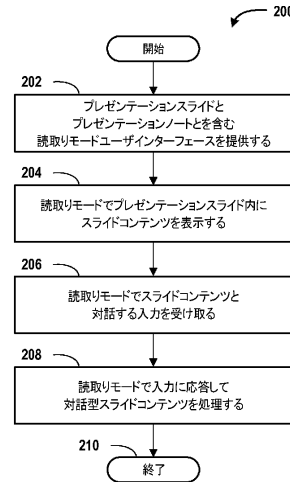 200
開始
202
プレゼンテーションスライドと
プレゼンテーションノートとを含む
読取りモードユーザインターフェースを提供する
204
読取りモードでプレゼンテーションスライド内に
スライドコンテンツを表示する
206
読取りモードでスライドコンテンツと
対話する入力を受け取る
208
読取りモードで入力に応答して
対話型スライドコンテンツを処理する
210
終了